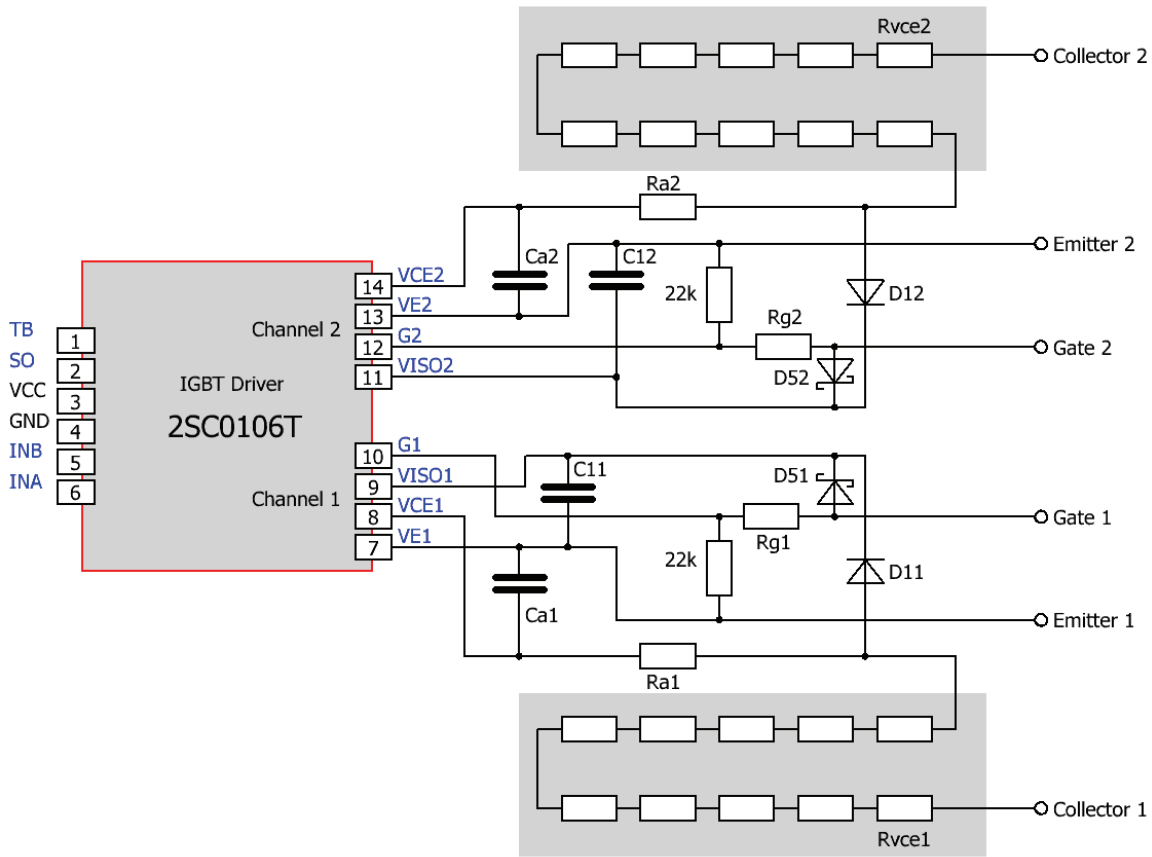 Rvce2
Collector 2
Ra2
Emitter 2
Ca2
C12
14 VCE2
22k
D12
13 VE2
Rg2
TB
1
Channel 2
12 G2
Gate 2
SO
2
11 VISO2
D52
VCC
3
IGBT Driver
GND
4
2SC0106T
10 G1
INB
5
C11
D51
9 VISO1
INA
6
Channel 1
8 VCE1
Gate 1
7 VE1
Rg1
22k
D11
Ca1
Emitter 1
Ra1
Collector 1
Rvce1